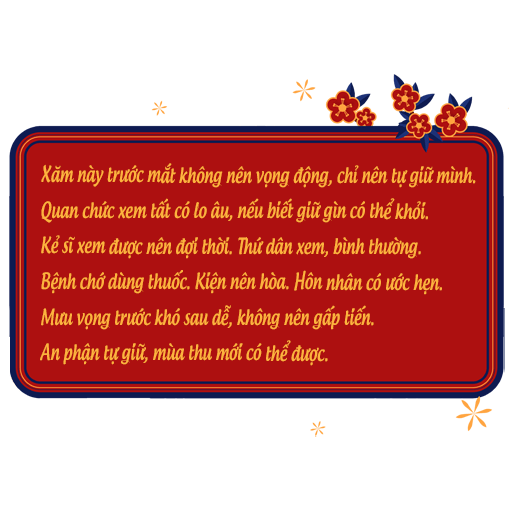 Xăm này trước mắt không nên vọng động, chỉ nên tự giữ mình.
Quan chức xem tất có lo âu, nếu biết giữ gìn có thể khỏi.
Kẻ sĩ xem được nên đợi thời. Thứ dân xem, bình thường.
Bệnh chớ dùng thuốc. Kiện nên hòa. Hôn nhân có ước hẹn.
Mưu vọng trước khó sau dễ, không nên gấp tiến.
An phận tự giữ, mùa thu mới có thể được.